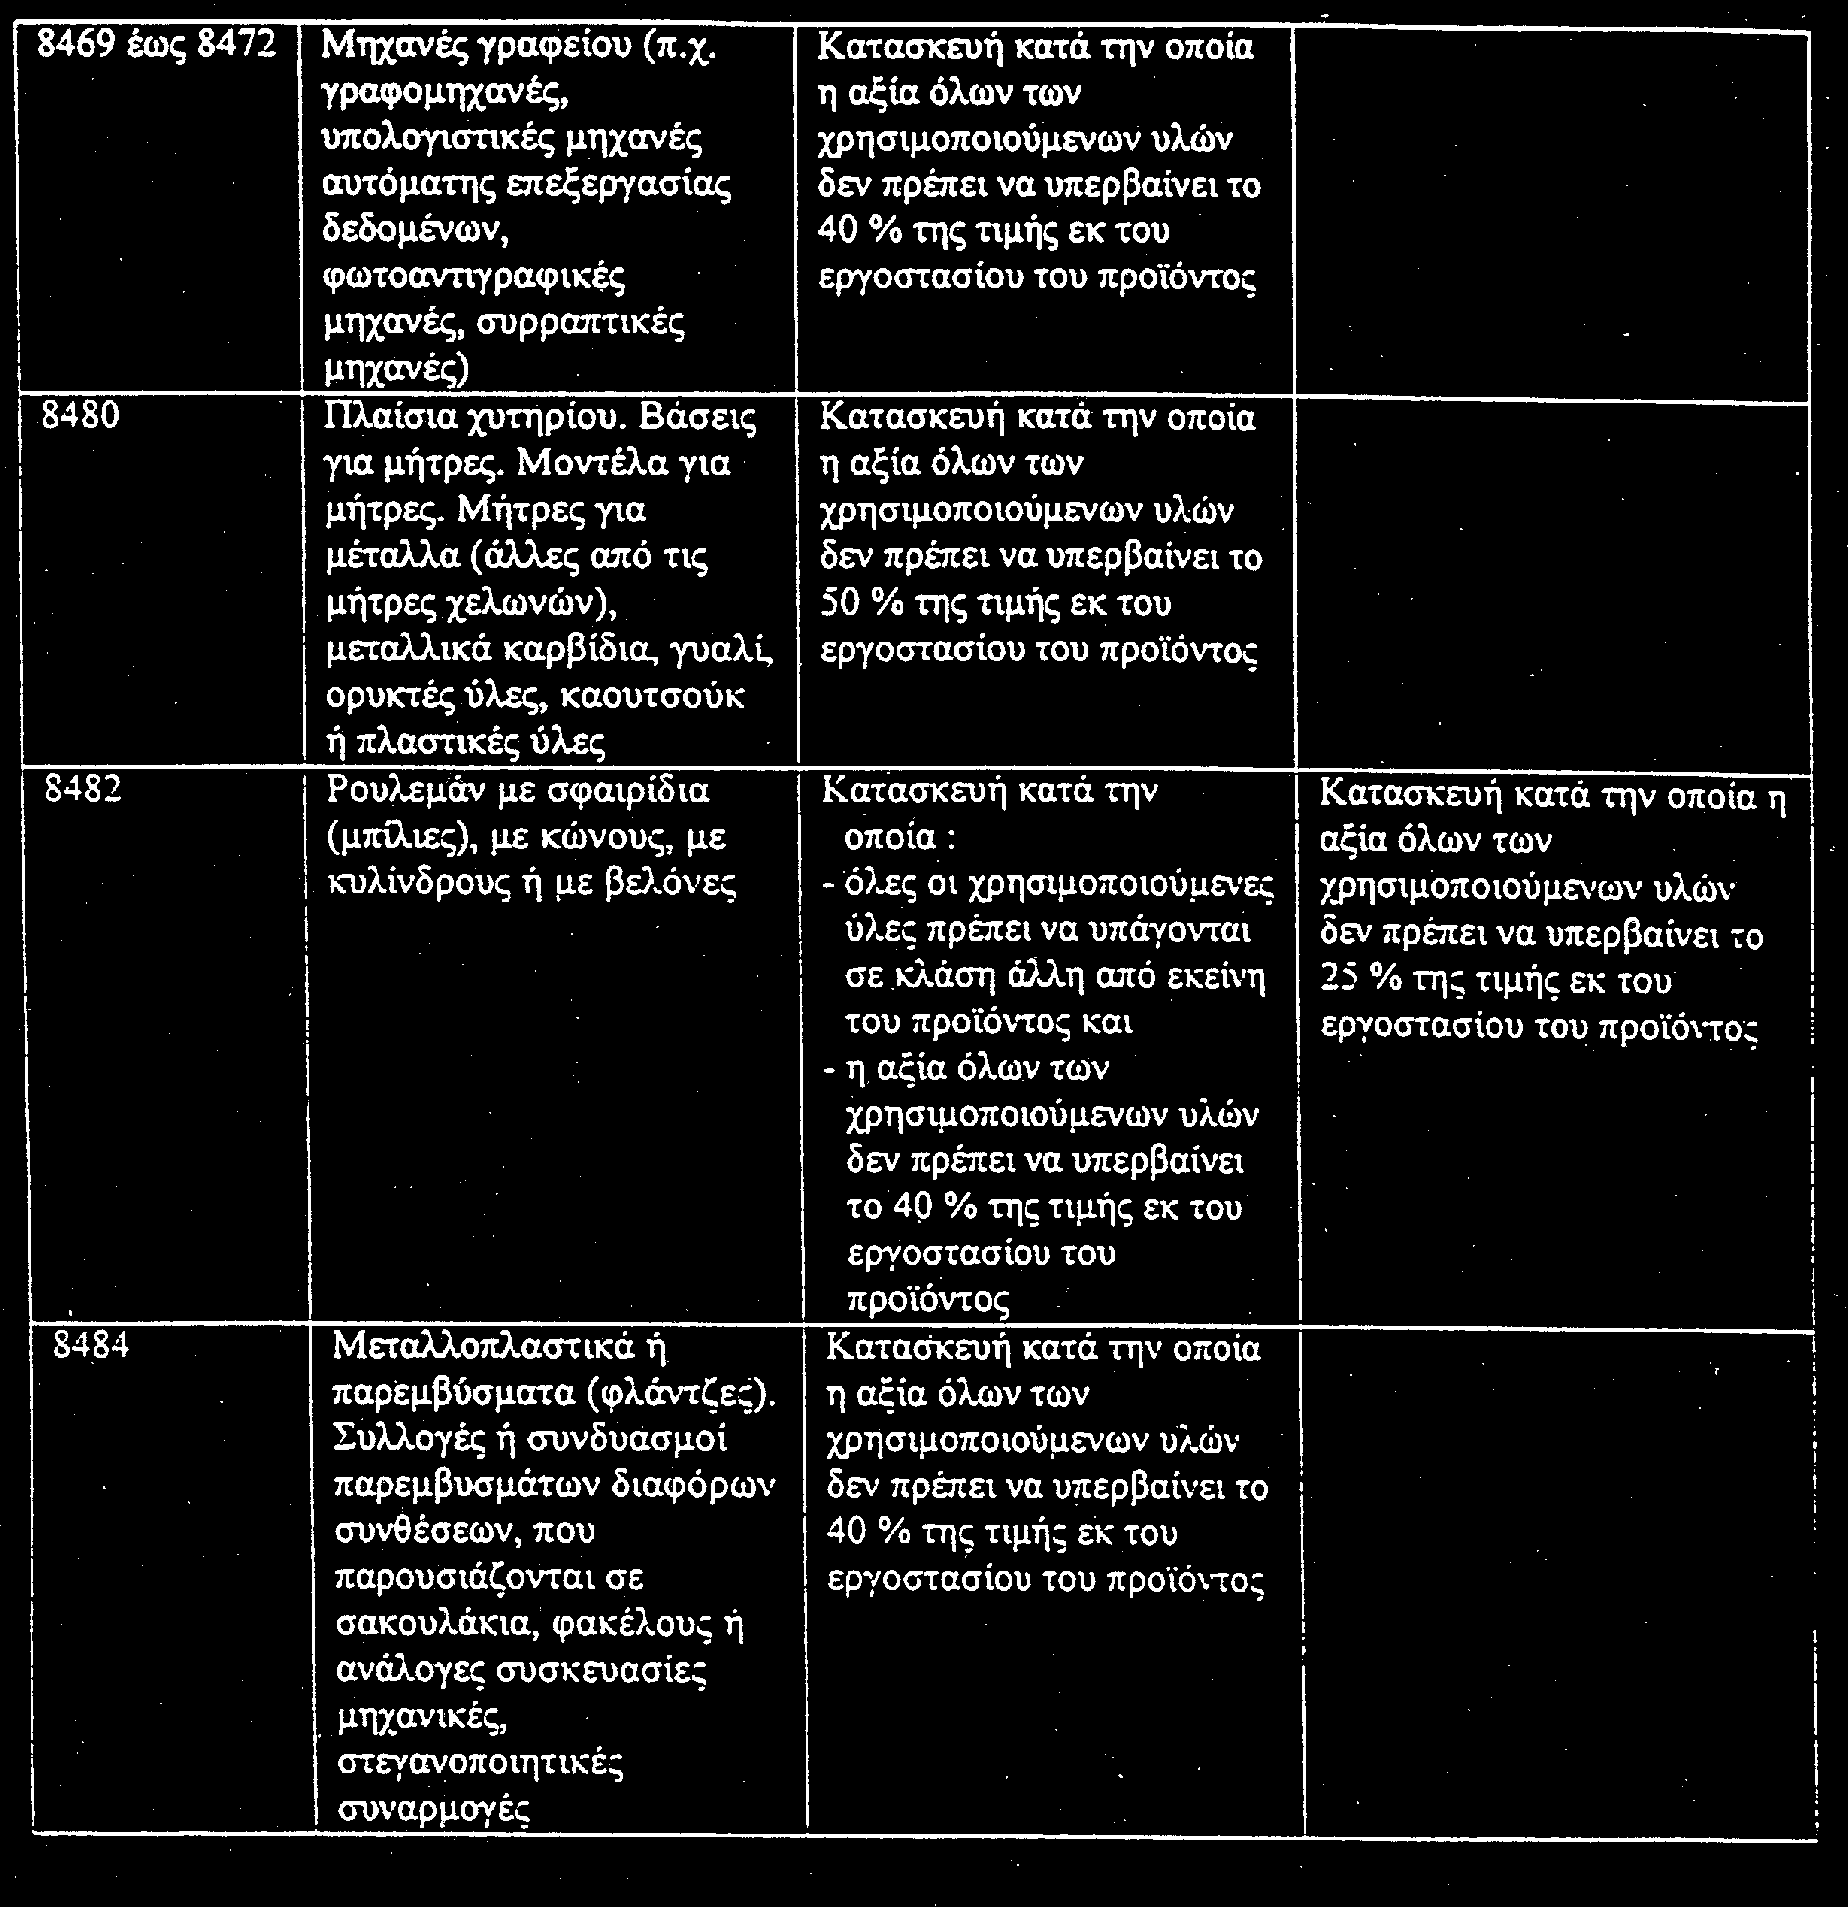 8469 έως 8472
Μηχανές γραφείου (π.χ.
γραφομηχανές,
υπολογιστικές μηχανές
αυτόματης επεξεργασίας
δεδομένων,
φωτοαντιγραφικές
μηχανές, συρραπτικές
μηχανές)
Κατασκευή κατά την οποία
η αξία όλων των
χρησιμοποιούμενων υλών
δεν πρέπει να υπερβαίνει το
40 % της τιμής εκ του
εργοστασίου του προϊόντος
8480
Πλαίσια χυτηρίου. Βάσεις
για μήτρες. Μοντέλα για
μήτρες. Μήτρες για
μέταλλα (άλλες από τις
μήτρες χελωνών),
μεταλλικά καρβίδια, γυαλί,
ορυκτές ύλες, καουτσούκ
ή πλαστικές ύλες
Κατασκευή κατά την οποία
η αξία όλων των
χρησιμοποιούμενων υλών
δεν πρέπει να υπερβαίνει το
50 % της τιμής εκ του
εργοστασίου του προϊόντος
8482
Ρουλεμάν με σφαιρίδια
(μπίλιες), με κώνους, με
κυλίνδρους ή με βελόνες
Κατασκευή κατά την
οποία :
- όλες οι χρησιμοποιούμενες
ύλες πρέπει να υπάγονται
σε κλάση άλλη από εκείνη
του προϊόντος και
- η αξία όλων των
χρησιμοποιούμενων υλών
δεν πρέπει να υπερβαίνει
το 40 % της τιμής εκ του
εργοστασίου του
προϊόντος
Κατασκευή κατά την οποία η
αξία όλων των
χρησιμοποιούμενων υλών
δεν πρέπει να υπερβαίνει το
25 % της τιμής εκ του
εργοστασίου του προϊόντος
8484
Μεταλλοπλαστικά ή
παρεμβύσματα (φλάντζες).
Συλλογές ή συνδυασμοί
παρεμβυσμάτων διαφόρων
συνθέσεων, που
παρουσιάζονται σε
σακουλάκια, φακέλους ή
ανάλογες συσκευασίες
μηχανικές,
στεγανοποιητικές
συναρμογές
Κατασκευή κατά την οποία
η αξία όλων των
χρησιμοποιούμενων υλών
δεν πρέπει να υπερβαίνει το
40 % της τιμής εκ του
εργοστασίου του προϊόντος